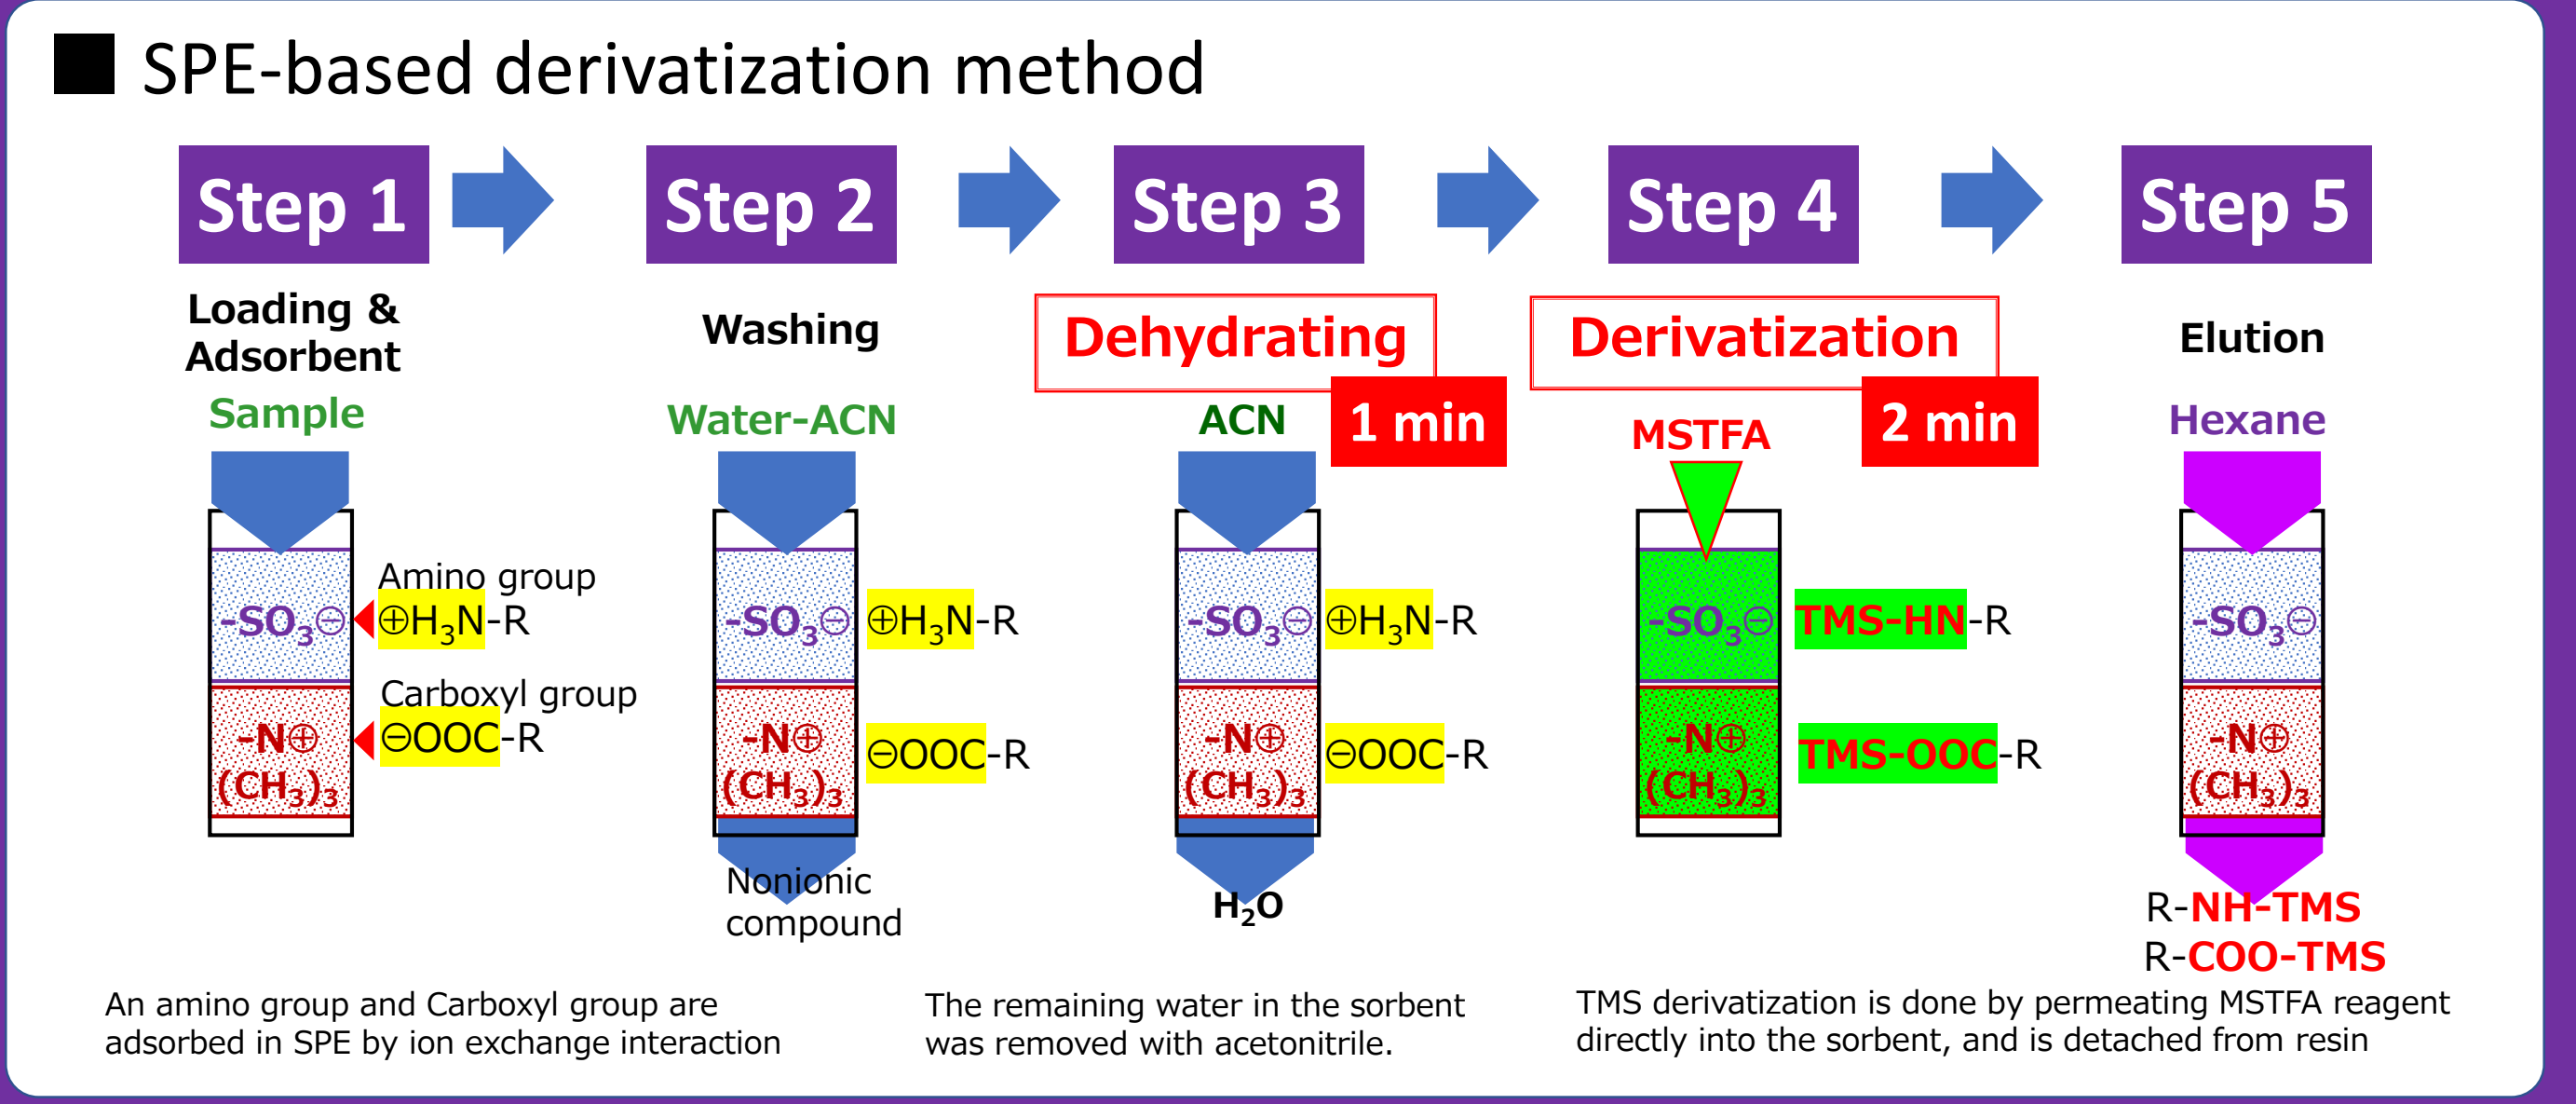 ■ SPE-based derivatization method
Step 1
Step 2
Step 3
Step 4
Step 5
Loading &
Adsorbent
Washing
Dehydrating
Derivatization
Elution
Sample
Water-ACN
ACN
1 min
MSTFA
2 min
Hexane
Amino group
-SO₃⊖
⊕H₃N-R
Carboxyl group
-N⊕
(CH₃)₃
⊖OOC-R
-SO₃⊖
⊕H₃N-R
-N⊕
(CH₃)₃
⊖OOC-R
Nonionic
compound
-SO₃⊖
⊕H₃N-R
-N⊕
(CH₃)₃
⊖OOC-R
H₂O
-SO₃⊖
TMS-HN-R
-N⊕
(CH₃)₃
TMS-OOC-R
-SO₃⊖
-N⊕
(CH₃)₃
R-NH-TMS
R-COO-TMS
An amino group and Carboxyl group are
adsorbed in SPE by ion exchange interaction
The remaining water in the sorbent
was removed with acetonitrile.
TMS derivatization is done by permeating MSTFA reagent
directly into the sorbent, and is detached from resin